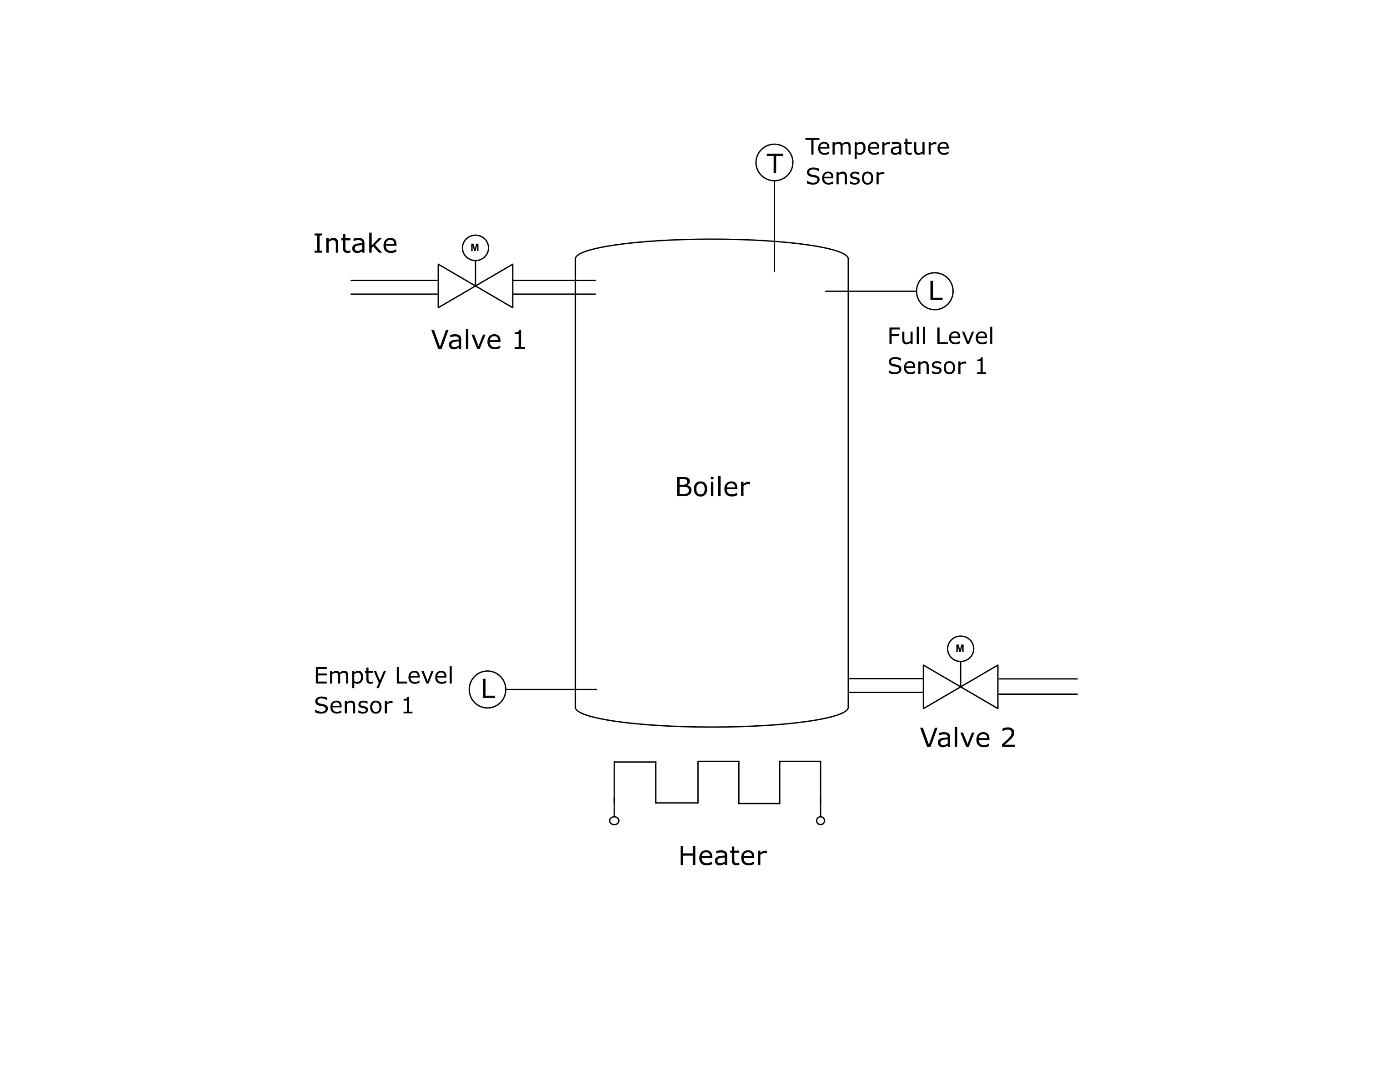 T
Temperature
Sensor
Intake
M
Valve 1
L
Full Level
Sensor 1
Boiler
Empty Level
Sensor 1
L
M
Valve 2
Heater